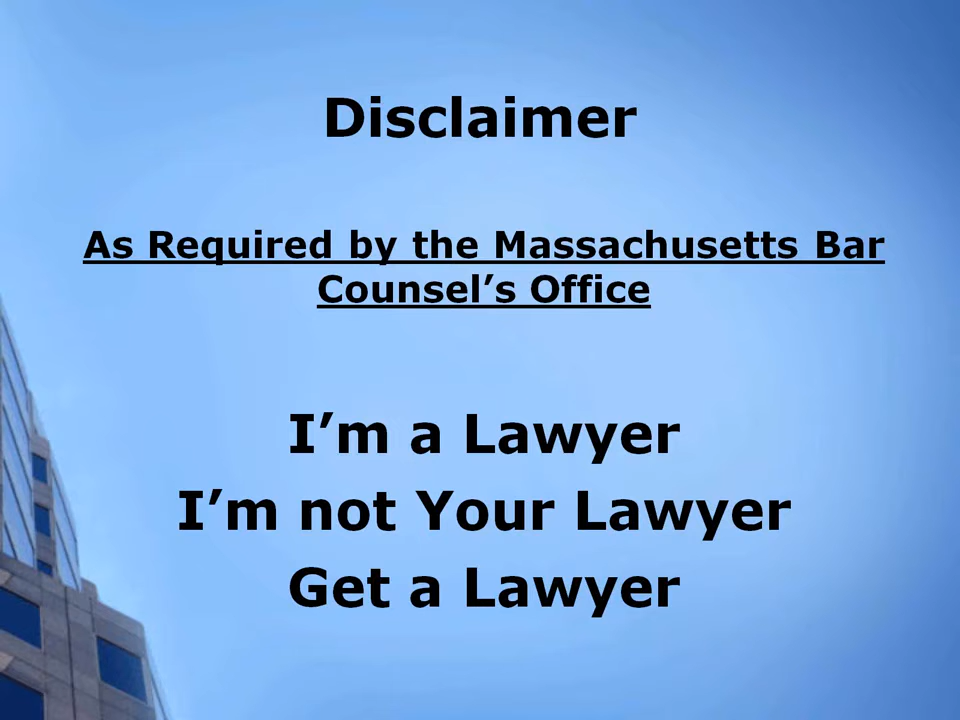 Disclaimer
As Required by the Massachusetts Bar
Counsel’s Office
I’m a Lawyer
I’m not Your Lawyer
Get a Lawyer